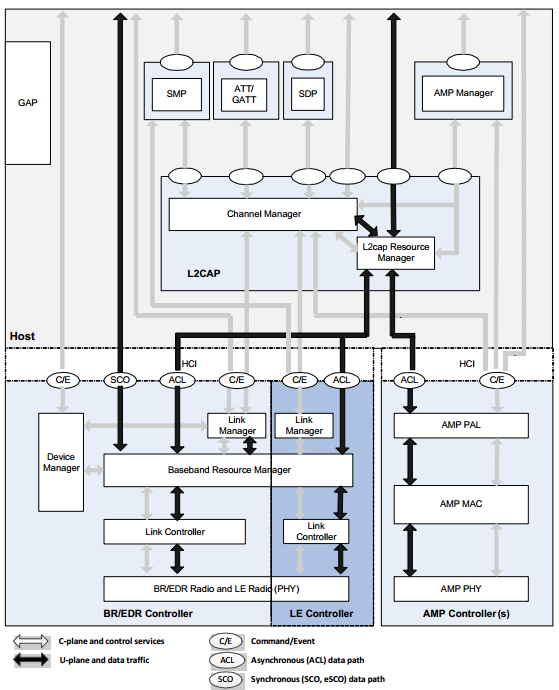 GAP
SMP
ATT/
GATT
SDP
AMP Manager
Channel Manager
L2cap Resource
Manager
L2CAP
Host
HCI
HCI
C/E
SCO
ACL
C/E
C/E
ACL
ACL
C/E
Device
Manager
Link
Manager
Link
Manager
AMP PAL
Baseband Resource Manager
AMP MAC
Link Controller
Link
Controller
BR/EDR Radio and LE Radio (PHY)
AMP PHY
BR/EDR Controller
LE Controller
AMP Controller(s)
C-plane and control services
C/E
Command/Event
U-plane and data traffic
ACL
Asynchronous (ACL) data path
SCO
Synchronous (SCO, eSCO) data path